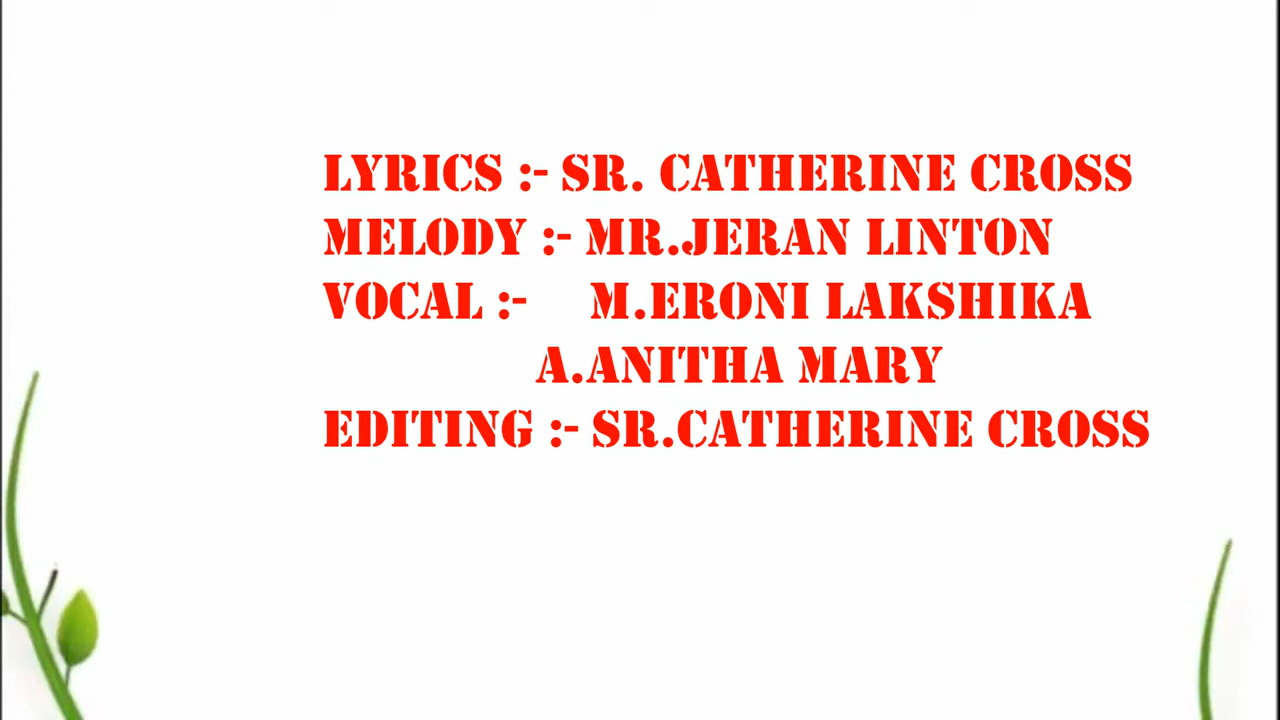 LYRICS :- SR. CATHERINE CROSS
MELODY :- MR.JERAN LINTON
VOCAL :- M.ERONI LAKSHIKA
A.ANITHA MARY
EDITING :- SR.CATHERINE CROSS